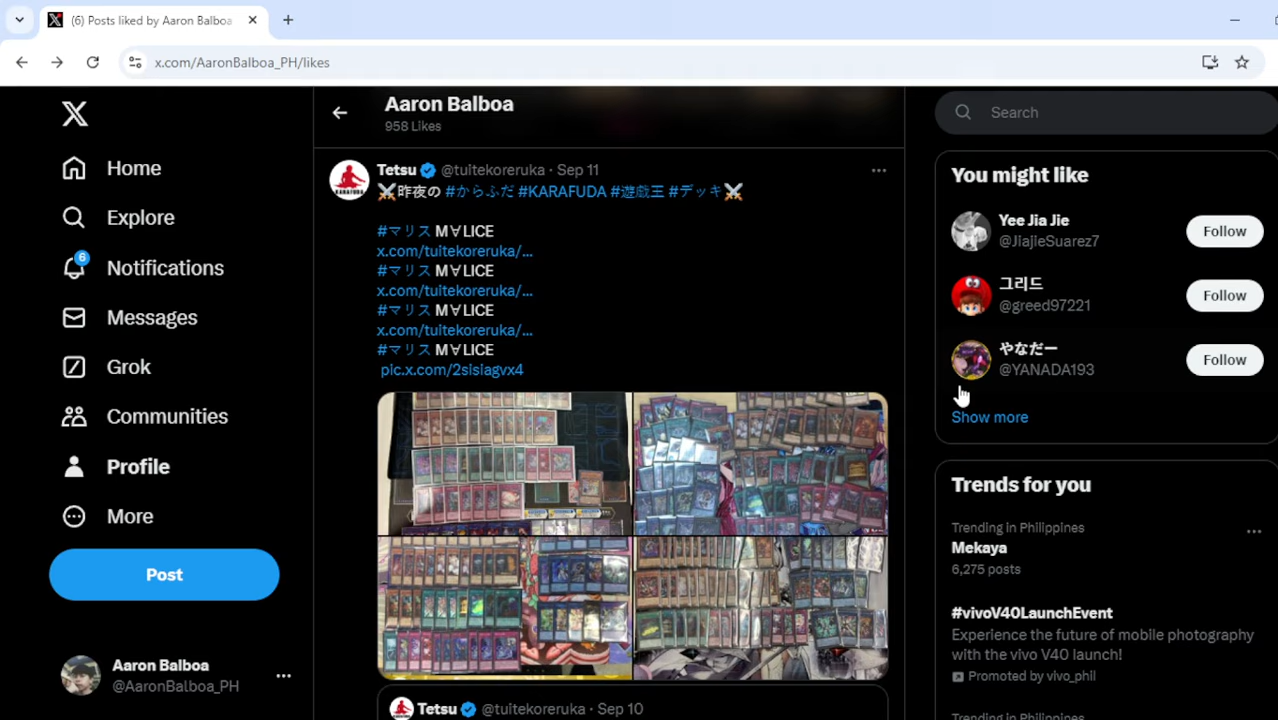 (6) Posts liked by Aaron Balboa
x.com/AaronBalboa_PH/likes
Home
Explore
6
Notifications
Messages
Grok
Communities
Profile
More
Post
Aaron Balboa
@AaronBalboa_PH
Aaron Balboa
958 Likes
KARAFUDA
Tetsu @tuitekoreruka · Sep 11
⚔昨夜の #からふだ #KARAFUDA #遊戯王 #デッキ⚔
#マリス M∀LICE
x.com/tuitekoreruka/…
#マリス M∀LICE
x.com/tuitekoreruka/…
#マリス M∀LICE
x.com/tuitekoreruka/…
#マリス M∀LICE
pic.x.com/2sIsIagvx4
Tetsu @tuitekoreruka · Sep 10
Search
You might like
Yee Jia Jie
@JiajieSuarez7
Follow
그리드
@greed97221
Follow
やなだー
@YANADA193
Follow
Show more
Trends for you
Trending in Philippines
Mekaya
6,275 posts
#vivoV40LaunchEvent
Experience the future of mobile photography
with the vivo V40 launch!
Promoted by vivo_phil
Trending in Philippines